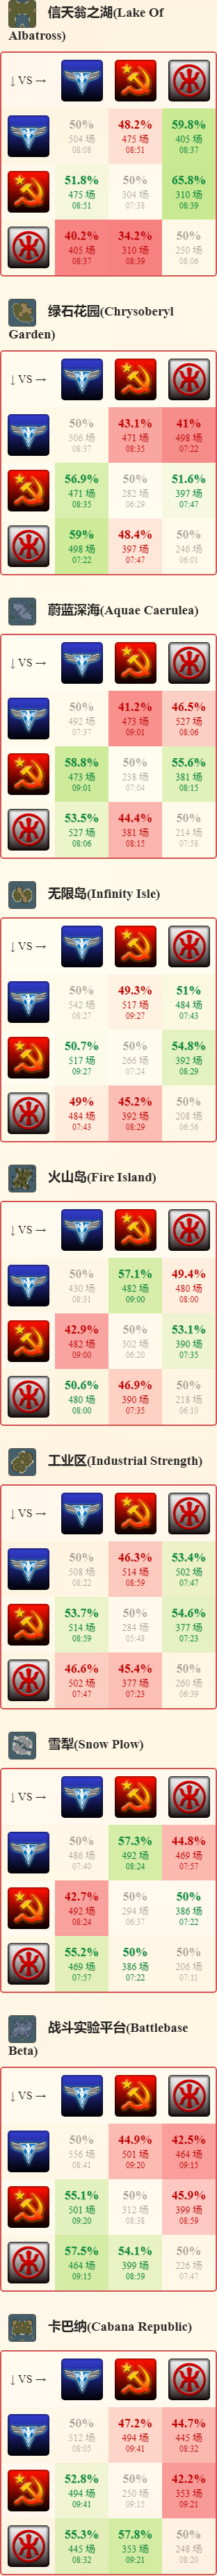 信天翁之湖(Lake Of
Albatross)
↓ VS →
50% 48.2% 59.8%
504 场 475 场 405 场
08:08 08:51 08:37
51.8% 50% 65.8%
475 场 304 场 310 场
08:51 07:38 08:39
40.2% 34.2% 50%
405 场 310 场 250 场
08:37 08:39 08:06
绿石花园(Chrysoberyl
Garden)
↓ VS →
50% 43.1% 41%
506 场 471 场 498 场
08:37 08:35 07:22
56.9% 50% 51.6%
471 场 282 场 397 场
08:35 06:29 07:47
59% 48.4% 50%
498 场 397 场 246 场
07:22 07:47 06:01
蔚蓝深海(Aquae Caerulea)
↓ VS →
50% 41.2% 46.5%
492 场 473 场 527 场
07:37 09:01 08:06
58.8% 50% 55.6%
473 场 238 场 381 场
09:01 07:04 08:15
53.5% 44.4% 50%
527 场 381 场 214 场
08:06 08:15 07:58
无限岛(Infinity Isle)
↓ VS →
50% 49.3% 51%
542 场 517 场 484 场
08:27 09:27 07:43
50.7% 50% 54.8%
517 场 266 场 392 场
09:27 07:24 08:29
49% 45.2% 50%
484 场 392 场 208 场
07:43 08:29 06:56
火山岛(Fire Island)
↓ VS →
50% 57.1% 49.4%
430 场 482 场 480 场
08:31 09:00 08:00
42.9% 50% 53.1%
482 场 302 场 390 场
09:00 06:20 07:35
50.6% 46.9% 50%
480 场 390 场 218 场
08:00 07:35 06:10
工业区(Industrial Strength)
↓ VS →
50% 46.3% 53.4%
508 场 514 场 502 场
08:22 08:59 07:47
53.7% 50% 54.6%
514 场 284 场 377 场
08:59 05:48 07:23
46.6% 45.4% 50%
502 场 377 场 260 场
07:47 07:23 06:39
雪犁(Snow Plow)
↓ VS →
50% 57.3% 44.8%
486 场 492 场 469 场
07:40 08:24 07:57
42.7% 50% 50%
492 场 294 场 386 场
08:24 06:37 07:22
55.2% 50% 50%
469 场 386 场 206 场
07:57 07:22 07:11
战斗实验平台(Battlebase
Beta)
↓ VS →
50% 44.9% 42.5%
556 场 501 场 464 场
08:41 09:20 09:15
55.1% 50% 45.9%
501 场 312 场 399 场
09:20 08:38 08:59
57.5% 54.1% 50%
464 场 399 场 226 场
09:15 08:59 07:47
卡巴纳(Cabana Republic)
↓ VS →
50% 47.2% 44.7%
512 场 494 场 445 场
08:05 09:41 08:32
52.8% 50% 42.2%
494 场 250 场 353 场
09:41 09:15 09:21
55.3% 57.8% 50%
445 场 353 场 248 场
08:32 09:21 08:20